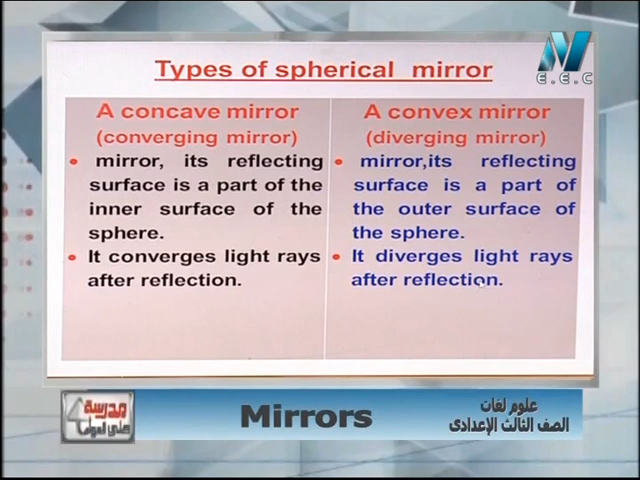 Types of spherical mirror
A concave mirror
(converging mirror)
• mirror, its reflecting
surface is a part of the
inner surface of the
sphere.
• It converges light rays
after reflection.
A convex mirror
(diverging mirror)
• mirror,its reflecting
surface is a part of
the outer surface of
the sphere.
• It diverges light rays
after reflection.
N
E.E.C
مدرسة
على الهواء
Mirrors
علوم لغات
الصف الثالث الإعدادى